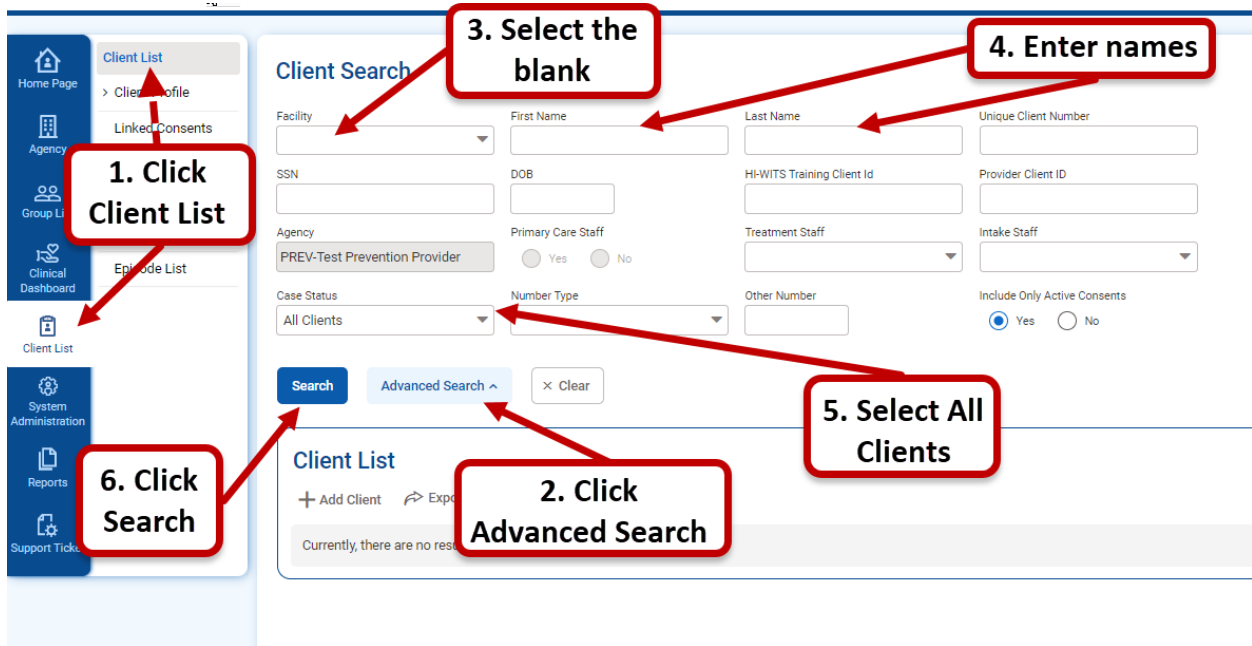 3. Select the
blank
4. Enter names
Home Page
Agency
Group Li
Clinical
Dashboard
Client List
System
Administration
Reports
Support Ticke
Client List
> Client Profile
Linked Consents
1. Click
Client List
Episode List
Client Search
Facility
First Name
Last Name
Unique Client Number
SSN
DOB
HI-WITS Training Client Id
Provider Client ID
Agency
Primary Care Staff
Treatment Staff
Intake Staff
PREV-Test Prevention Provider
Yes
No
Case Status
Number Type
Other Number
Include Only Active Consents
All Clients
Yes
No
Search
Advanced Search
× Clear
5. Select All
Clients
6. Click
Search
Client List
+ Add Client
Expo
2. Click
Advanced Search
Currently, there are no resu